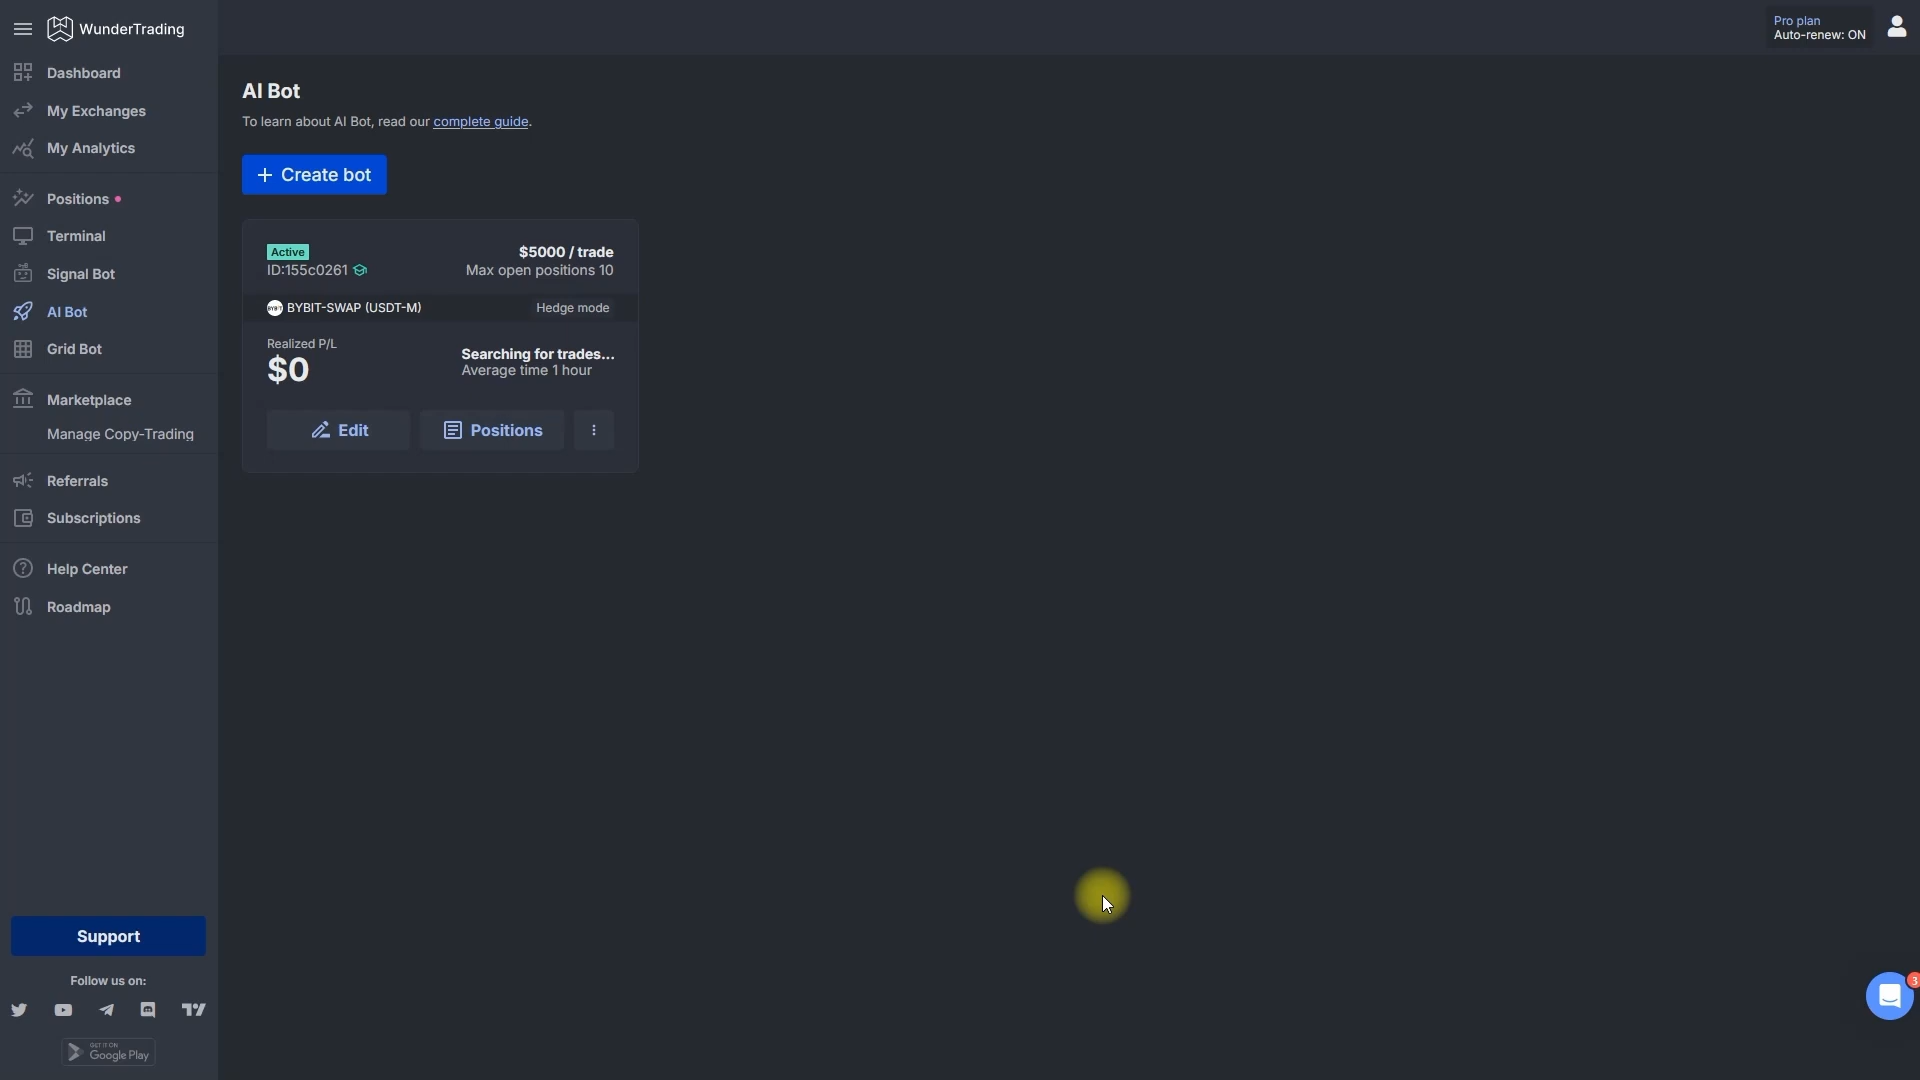 WunderTrading
Pro plan
Auto-renew: ON
Dashboard
My Exchanges
My Analytics
Positions
Terminal
Signal Bot
AI Bot
Grid Bot
Marketplace
Manage Copy-Trading
Referrals
Subscriptions
Help Center
Roadmap
Support
Follow us on:
GET IT ON
Google Play
AI Bot
To learn about AI Bot, read our complete guide.
+ Create bot
Active
$5000 / trade
ID:155c0261
Max open positions 10
BYBIT-SWAP (USDT-M)
Hedge mode
Realized P/L
$0
Searching for trades...
Average time 1 hour
Edit
Positions
3